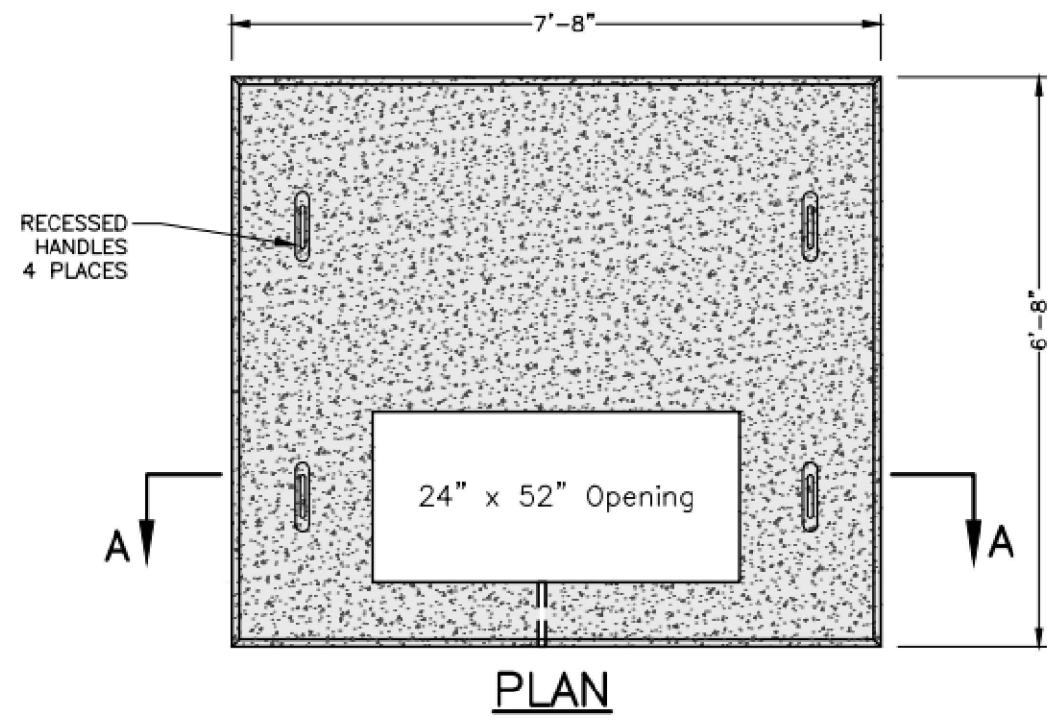 7'-8"
RECESSED
HANDLES
4 PLACES
6'-8"
24" x 52" Opening
A
A
PLAN